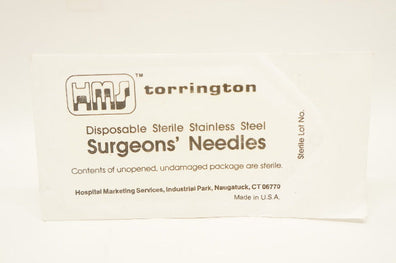 HMS™ torrington
Disposable Sterile Stainless Steel
Surgeons' Needles
Contents of unopened, undamaged package are sterile.
Hospital Marketing Services, Industrial Park, Naugatuck, CT 06770
Made in U.S.A.
Sterile Lot No.